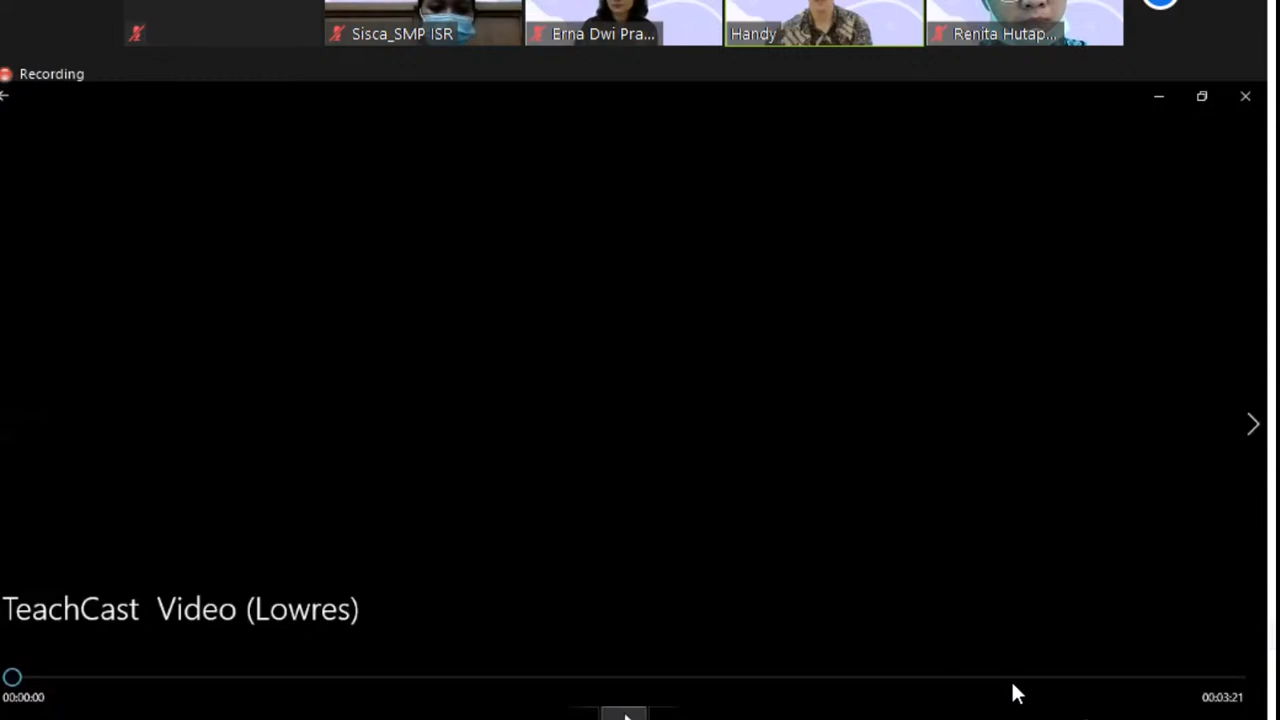 Sisca_SMP ISR
Erna Dwi Pra...
Handy
Renita Hutap...
Recording
TeachCast Video (Lowres)
00:00:00
00:03:21